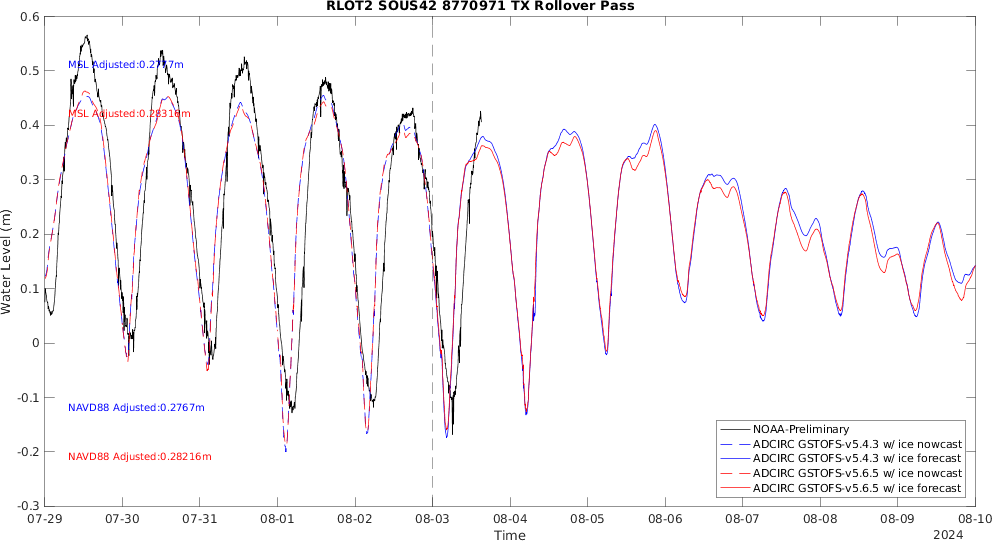 RLOT2 SOUS42 8770971 TX Rollover Pass
0.6
0.5
0.4
0.3
0.2
0.1
0
-0.1
-0.2
-0.3
Water Level (m)
MSL Adjusted:0.2777m
MSL Adjusted:0.28316m
NAVD88 Adjusted:0.2767m
NAVD88 Adjusted:0.28216m
NOAA-Preliminary
ADCIRC GSTOFS-v5.4.3 w/ ice nowcast
ADCIRC GSTOFS-v5.4.3 w/ ice forecast
ADCIRC GSTOFS-v5.6.5 w/ ice nowcast
ADCIRC GSTOFS-v5.6.5 w/ ice forecast
07-29 07-30 07-31 08-01 08-02 08-03 08-04 08-05 08-06 08-07 08-08 08-09 08-10
Time
2024